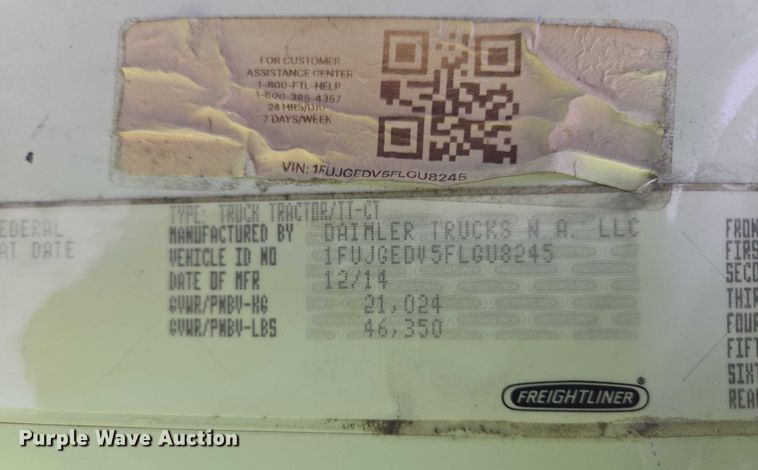 FOR CUSTOMER
ASSISTANCE CENTER
1-800-FTL-HELP
1-800-385-4357
24 HRS/DAY
7 DAYS/WEEK
VIN: 1FUJGEDV5FLGU8245
TYPE: TRUCK TRACTOR/TT-CT
EDERAL
AT DATE
MANUFACTURED BY DAIMLER TRUCKS N.A. LLC
VEHICLE ID NO 1FUJGEDV5FLGU8245
DATE OF MFR 12/14
GVWR/PNBV-KG 21,024
GVWR/PNBV-LBS 46,350
FRON
FIRS
SECO
THIR
FOUR
FIFT
SIXT
REAR
FREIGHTLINER
Purple Wave Auction